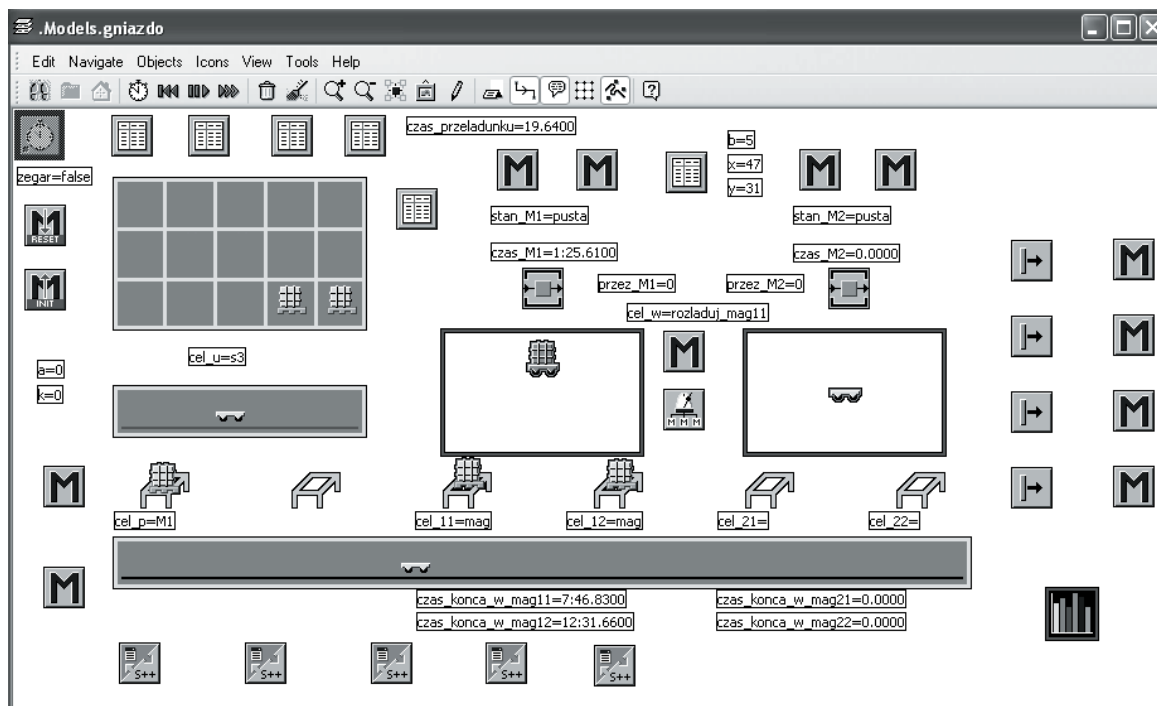 .Models.gniazdo
Edit Navigate Objects Icons View Tools Help
czas_przeladunku=19.6400
zegar=false
b=5
x=47
y=31
M M M M
stan_M1=pusta
stan_M2=pusta
RESET
czas_M1=1:25.6100
czas_M2=0.0000
M
INIT
przez_M1=0
przez_M2=0
cel_w=rozladuj_mag11
M
M
cel_u=s3
a=0
k=0
M
M M M
M
M
M
cel_p=M1
cel_11=mag
cel_12=mag
cel_21=
cel_22=
M
czas_konca_w_mag11=7:46.8300
czas_konca_w_mag21=0.0000
czas_konca_w_mag12=12:31.6600
czas_konca_w_mag22=0.0000
S++ S++ S++ S++ S++